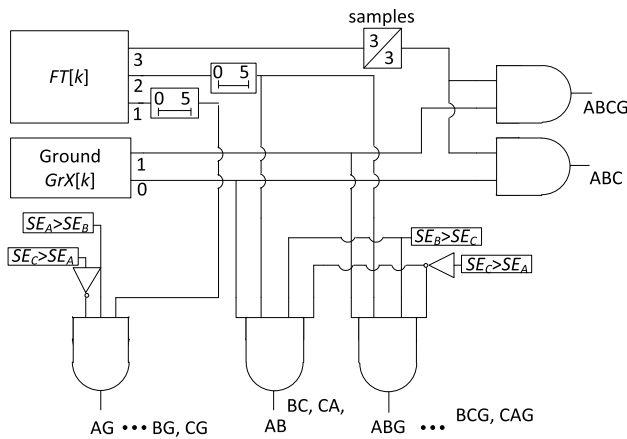 samples
FT[k]
3
3
3
2
0 5
1
0 5
ABCG
Ground
GrX[k]
1
0
ABC
SE_A>SE_B
SE_C>SE_A
SE_B>SE_C
SE_C>SE_A
AG ••• BG, CG
BC, CA,
AB
ABG •••
BCG, CAG